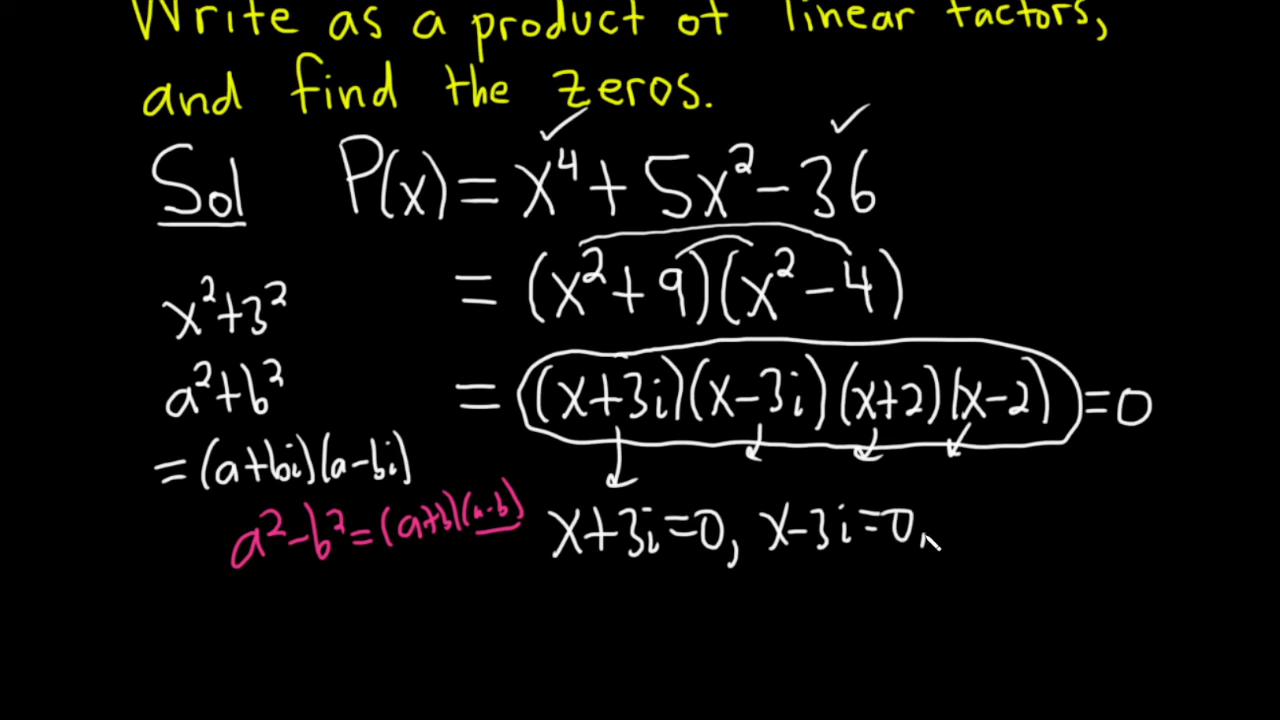 Write as a product of linear factors,
and find the zeros.
Sol P(x) = x⁴ + 5x² - 36
= (x² + 9)(x² - 4)
x² + 3²
= (x + 3i)(x - 3i)(x + 2)(x - 2) = 0
a² + b²
= (a + bi)(a - bi)
a² - b² = (a + b)(a - b)
x + 3i = 0, x - 3i = 0,